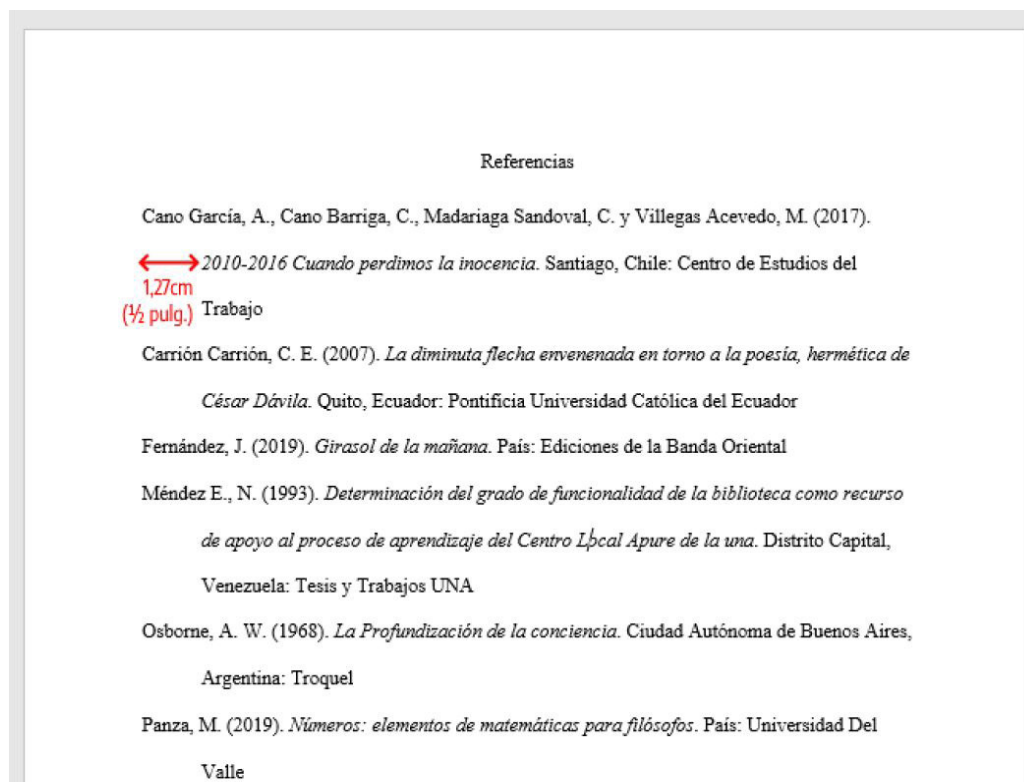 Referencias
Cano García, A., Cano Barriga, C., Madariaga Sandoval, C. y Villegas Acevedo, M. (2017).
2010-2016 Cuando perdimos la inocencia. Santiago, Chile: Centro de Estudios del
1,27cm
(½ pulg.)
Trabajo
Carrión Carrión, C. E. (2007). La diminuta flecha envenenada en torno a la poesía, hermética de
César Dávila. Quito, Ecuador: Pontificia Universidad Católica del Ecuador
Fernández, J. (2019). Girasol de la mañana. País: Ediciones de la Banda Oriental
Méndez E., N. (1993). Determinación del grado de funcionalidad de la biblioteca como recurso
de apoyo al proceso de aprendizaje del Centro Local Apure de la una. Distrito Capital,
Venezuela: Tesis y Trabajos UNA
Osborne, A. W. (1968). La Profundización de la conciencia. Ciudad Autónoma de Buenos Aires,
Argentina: Troquel
Panza, M. (2019). Números: elementos de matemáticas para filósofos. País: Universidad Del
Valle